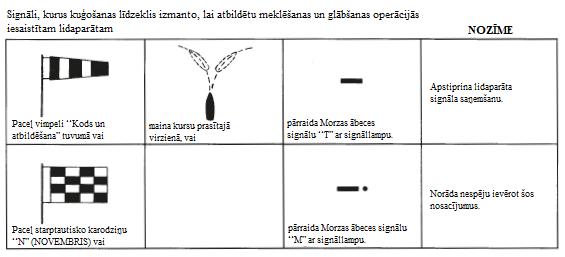 Signāli, kurus kuģošanas līdzeklis izmanto, lai atbildētu meklēšanas un glābšanas operācijās
iesaistītam lidaparātam
NOZĪME
Paceļ vimpeli “Kods un
atbildēšana” tuvumā vai
maina kursu prasītajā
virzienā, vai
pārraida Morzas ābeces
signālu “T” ar signāllampu.
Apstiprina lidaparāta
signāla saņemšanu.
Paceļ starptautisko karodziņu
“N” (NOVEMBRIS) vai
pārraida Morzas ābeces signālu
“M” ar signāllampu.
Norāda nespēju ievērot šos
nosacījumus.